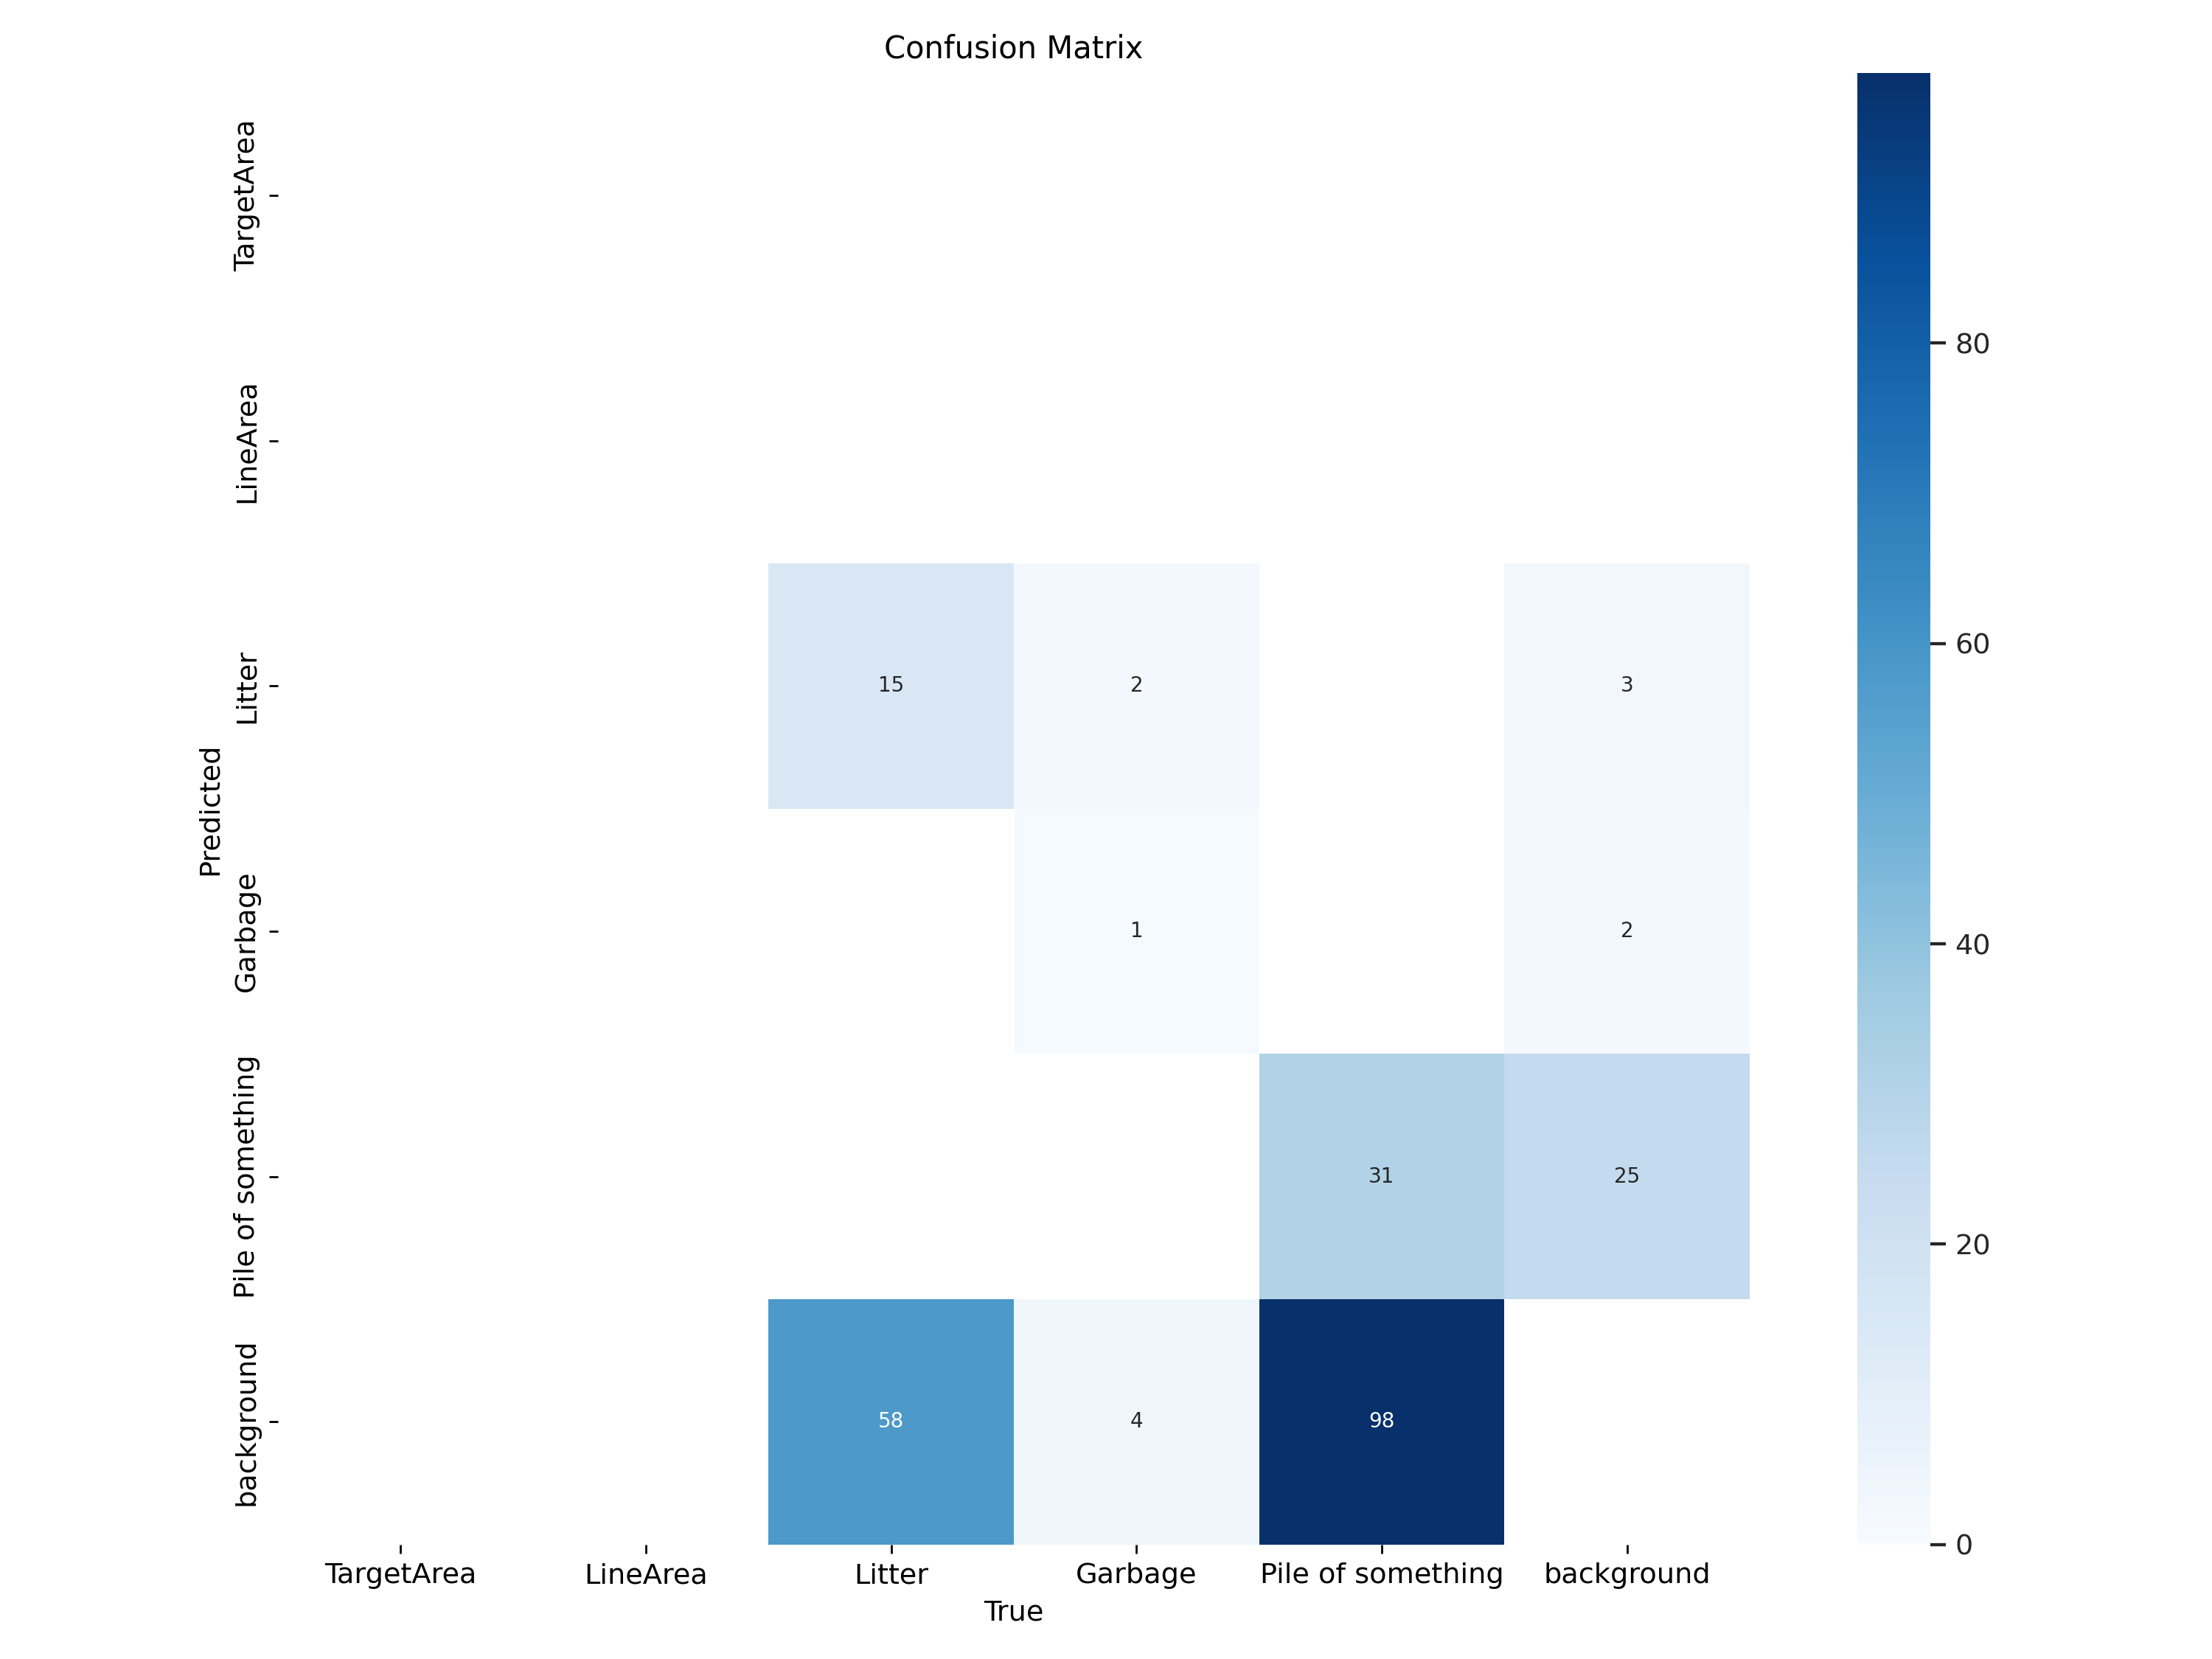 Confusion Matrix
TargetArea
LineArea
Litter
Garbage
Pile of something
background
Predicted
15
2
3
1
2
31
25
58
4
98
TargetArea
LineArea
Litter
Garbage
Pile of something
background
True
80
60
40
20
0